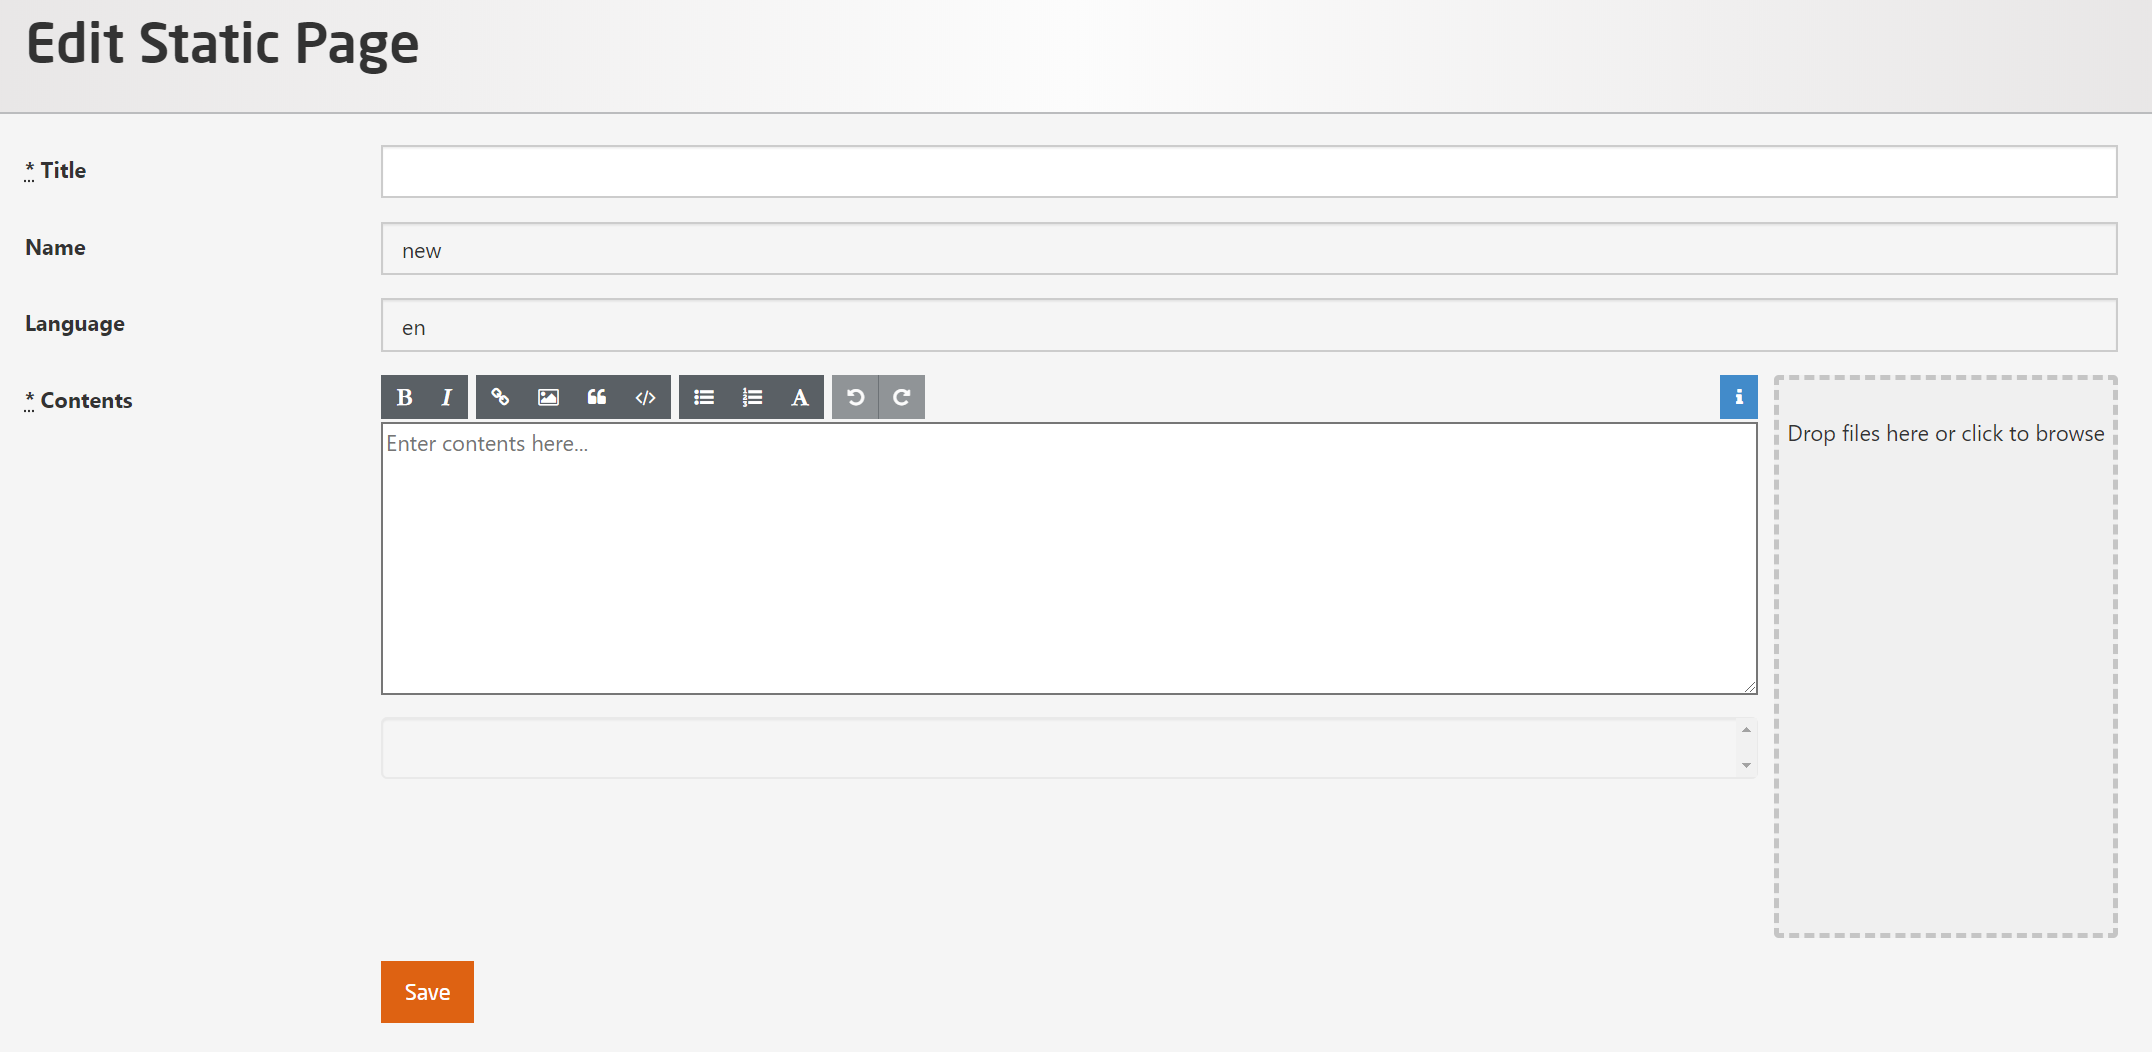 Edit Static Page
* Title
Name
new
Language
en
* Contents
B I A
Enter contents here...
Drop files here or click to browse
Save